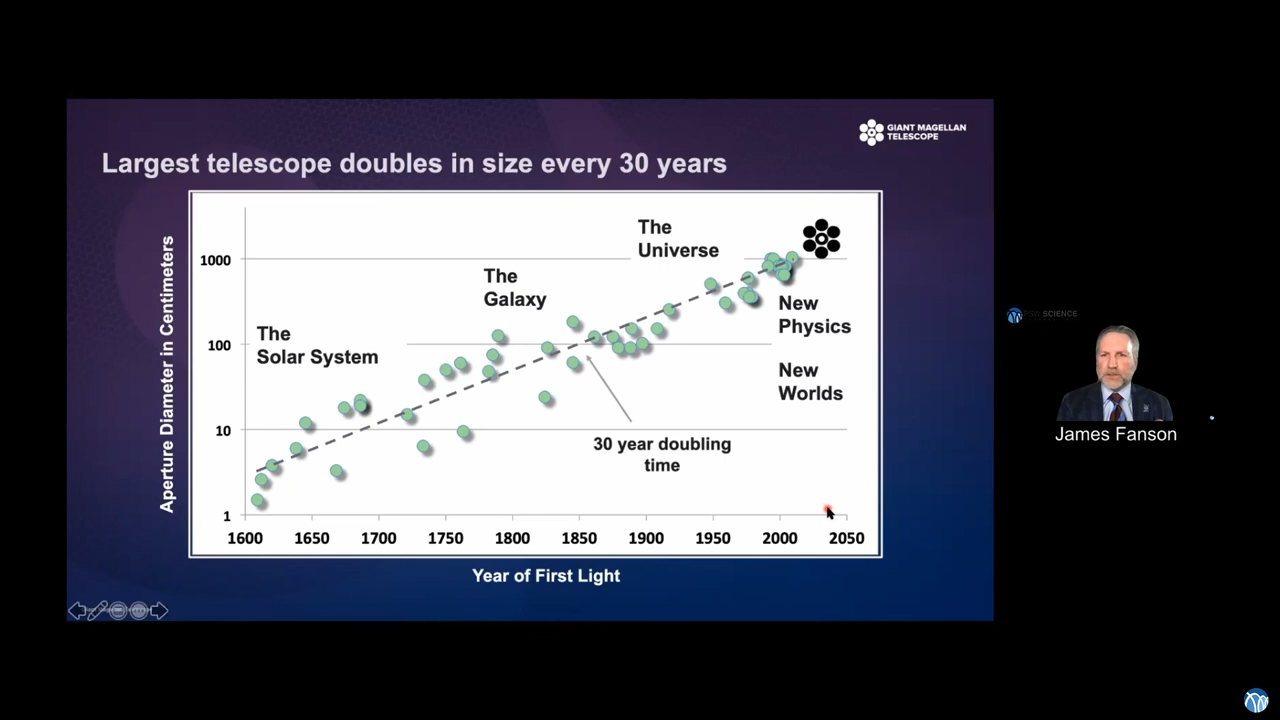 GIANT MAGELLAN
TELESCOPE
Largest telescope doubles in size every 30 years
Aperture Diameter in Centimeters
1000
100
10
1
The
Solar System
The
Galaxy
The
Universe
New
Physics
New
Worlds
30 year doubling
time
1600 1650 1700 1750 1800 1850 1900 1950 2000 2050
Year of First Light
PSW SCIENCE
James Fanson